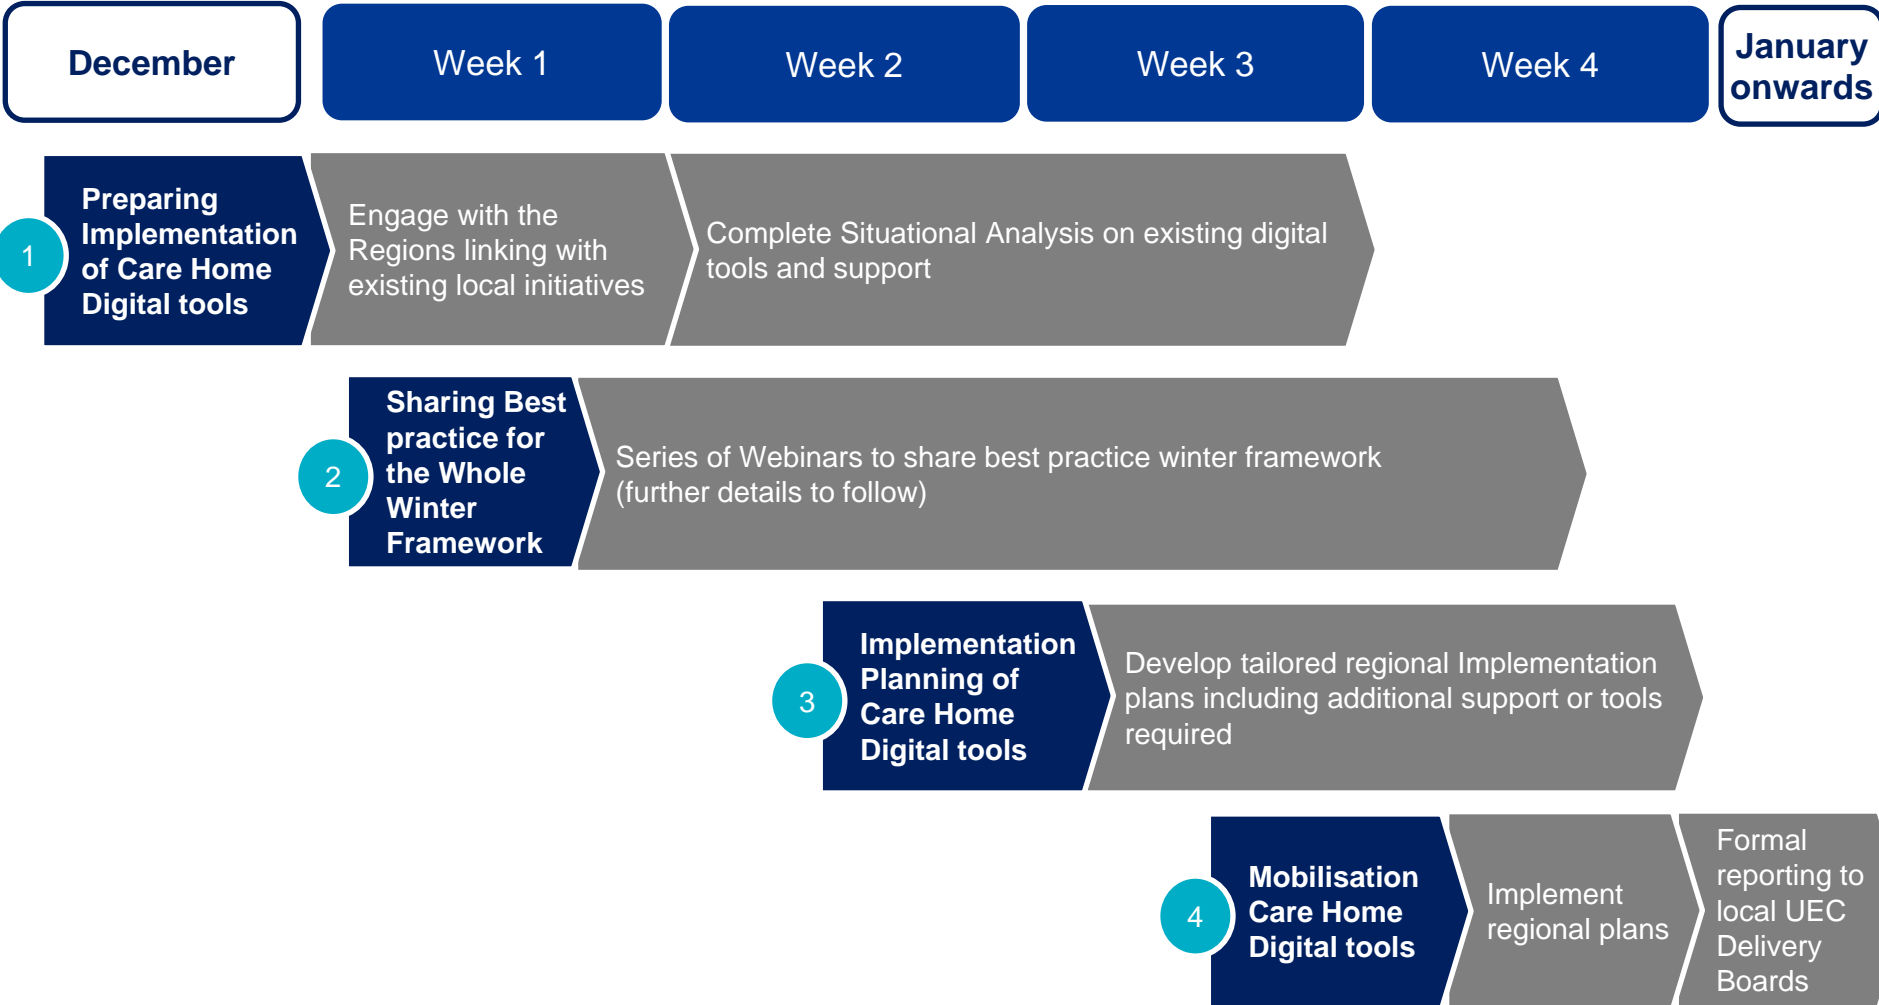 December
Week 1
Week 2
Week 3
Week 4
January
onwards
1
Preparing
Implementation
of Care Home
Digital tools
Engage with the
Regions linking with
existing local initiatives
Complete Situational Analysis on existing digital
tools and support
2
Sharing Best
practice for
the Whole
Winter
Framework
Series of Webinars to share best practice winter framework
(further details to follow)
3
Implementation
Planning of
Care Home
Digital tools
Develop tailored regional Implementation
plans including additional support or tools
required
4
Mobilisation
Care Home
Digital tools
Implement
regional plans
Formal
reporting to
local UEC
Delivery
Boards